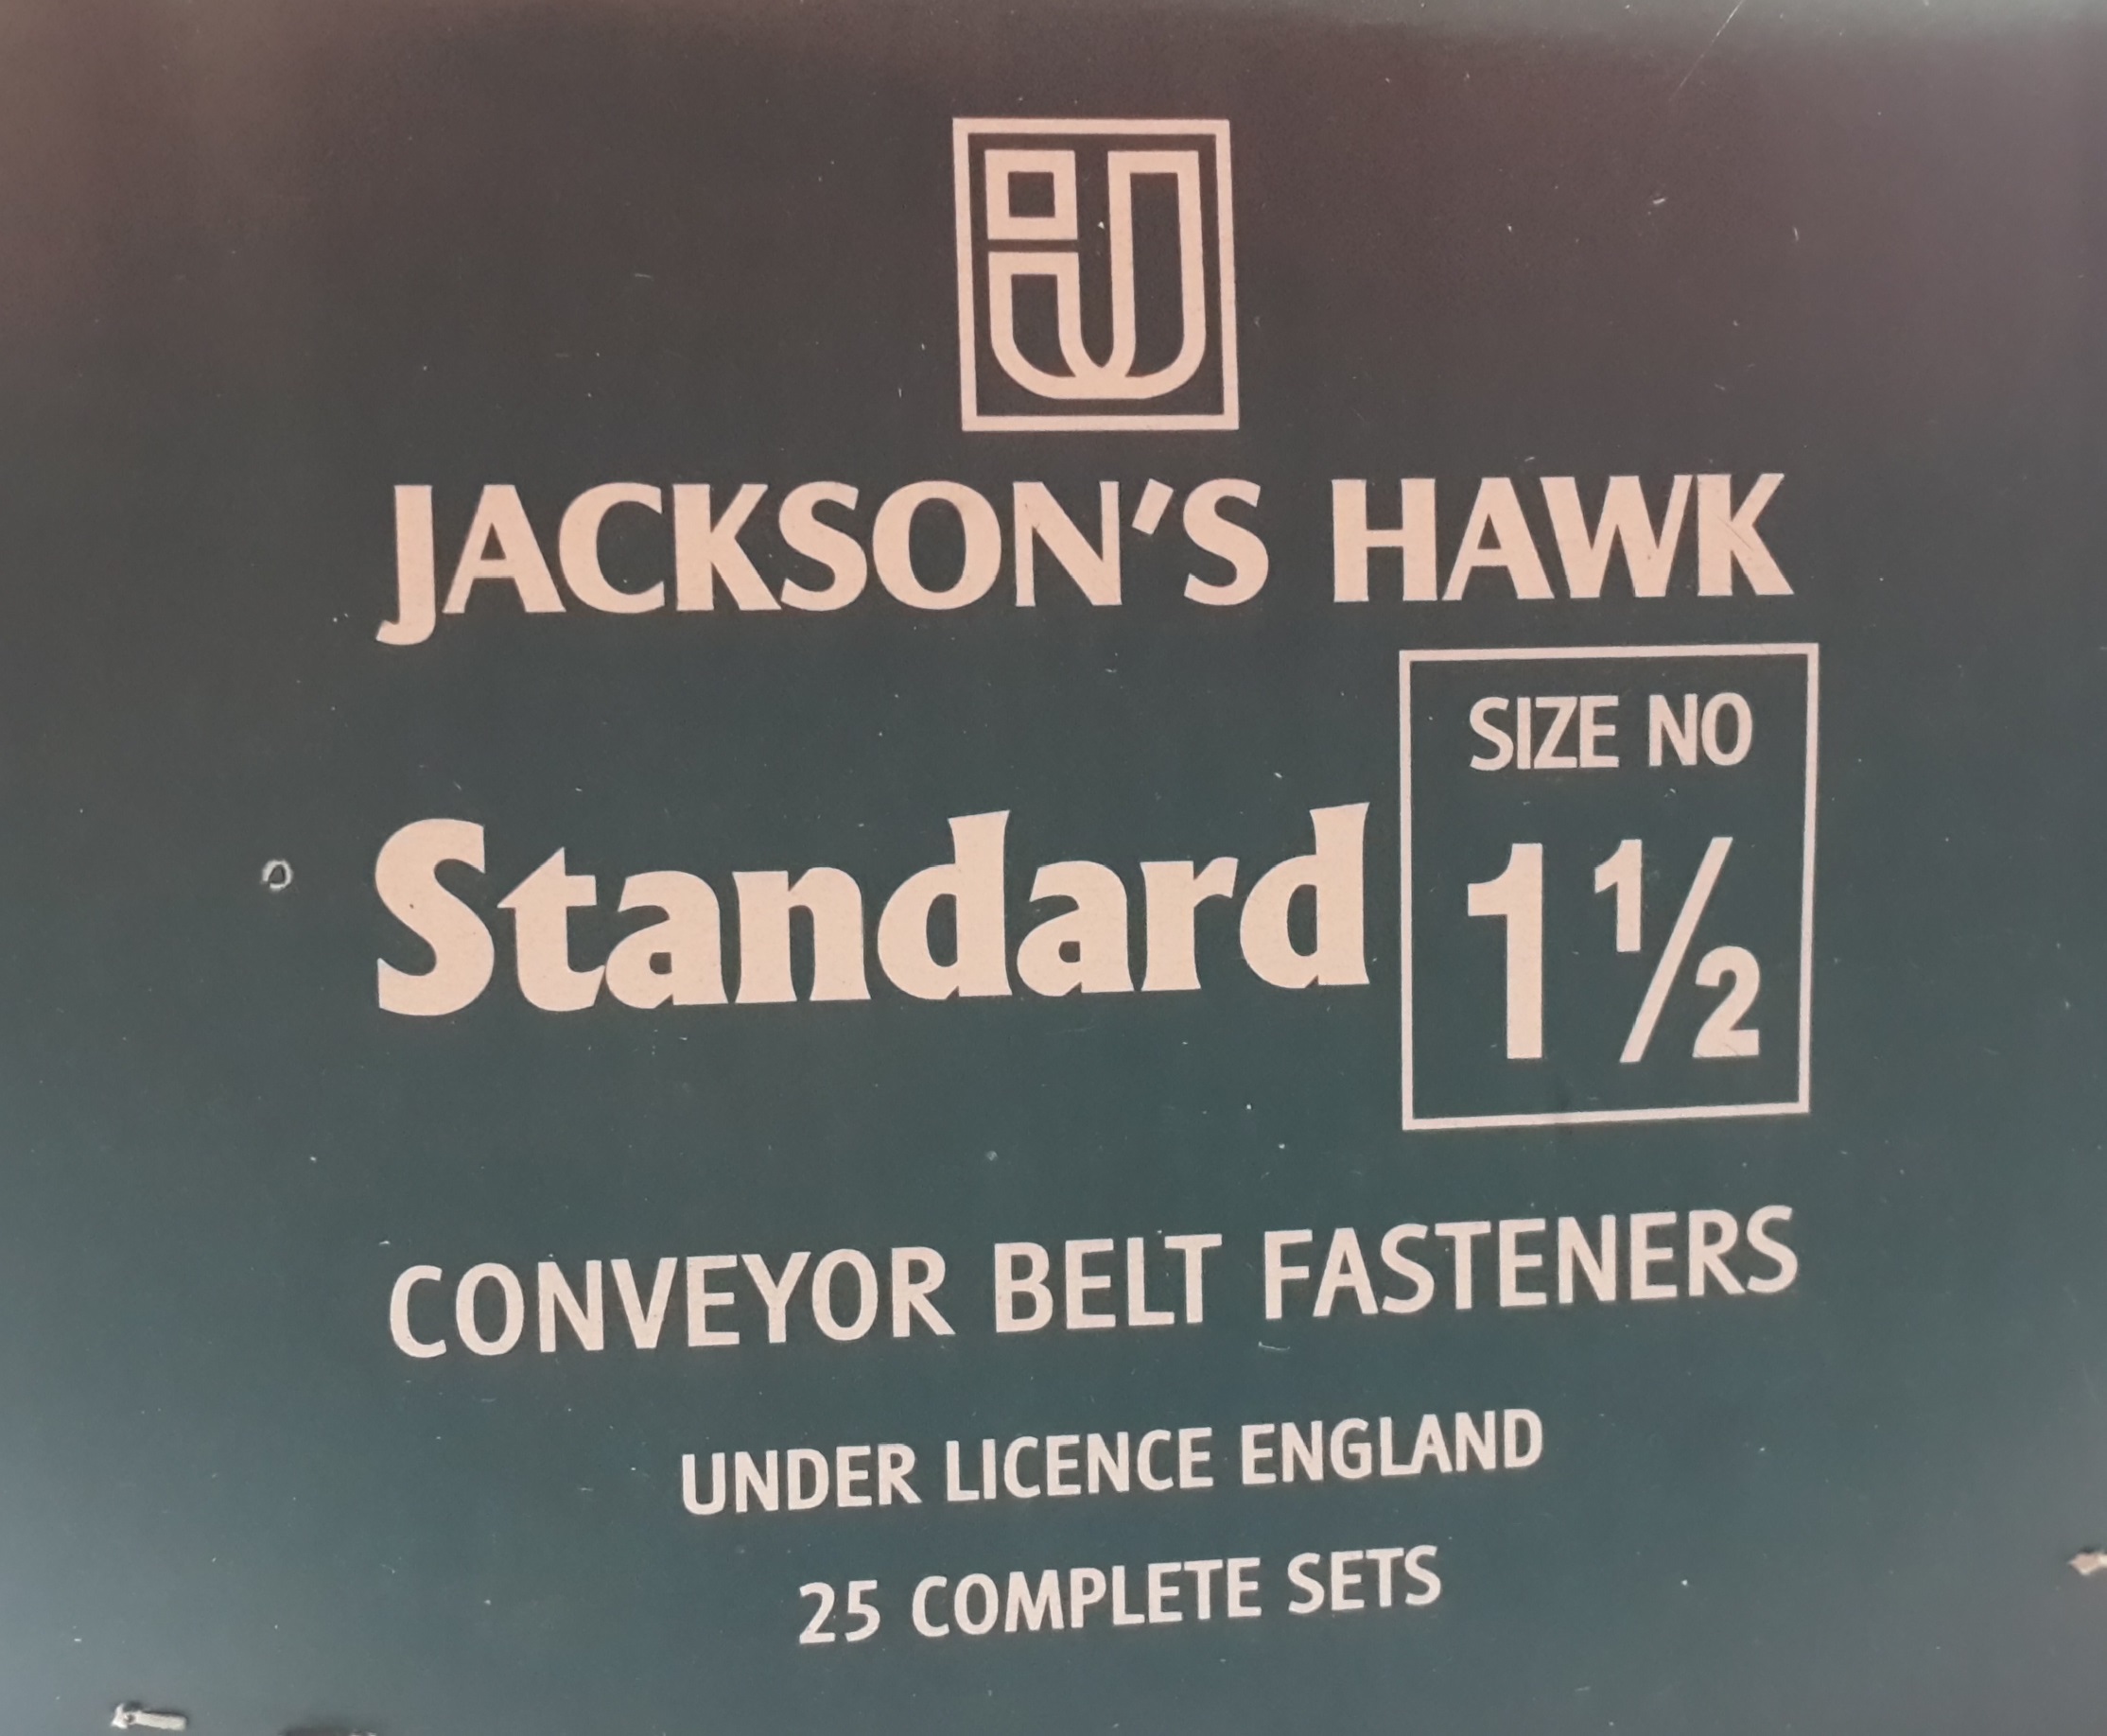 JACKSON'S HAWK
Standard
SIZE NO
1½
CONVEYOR BELT FASTENERS
UNDER LICENCE ENGLAND
25 COMPLETE SETS